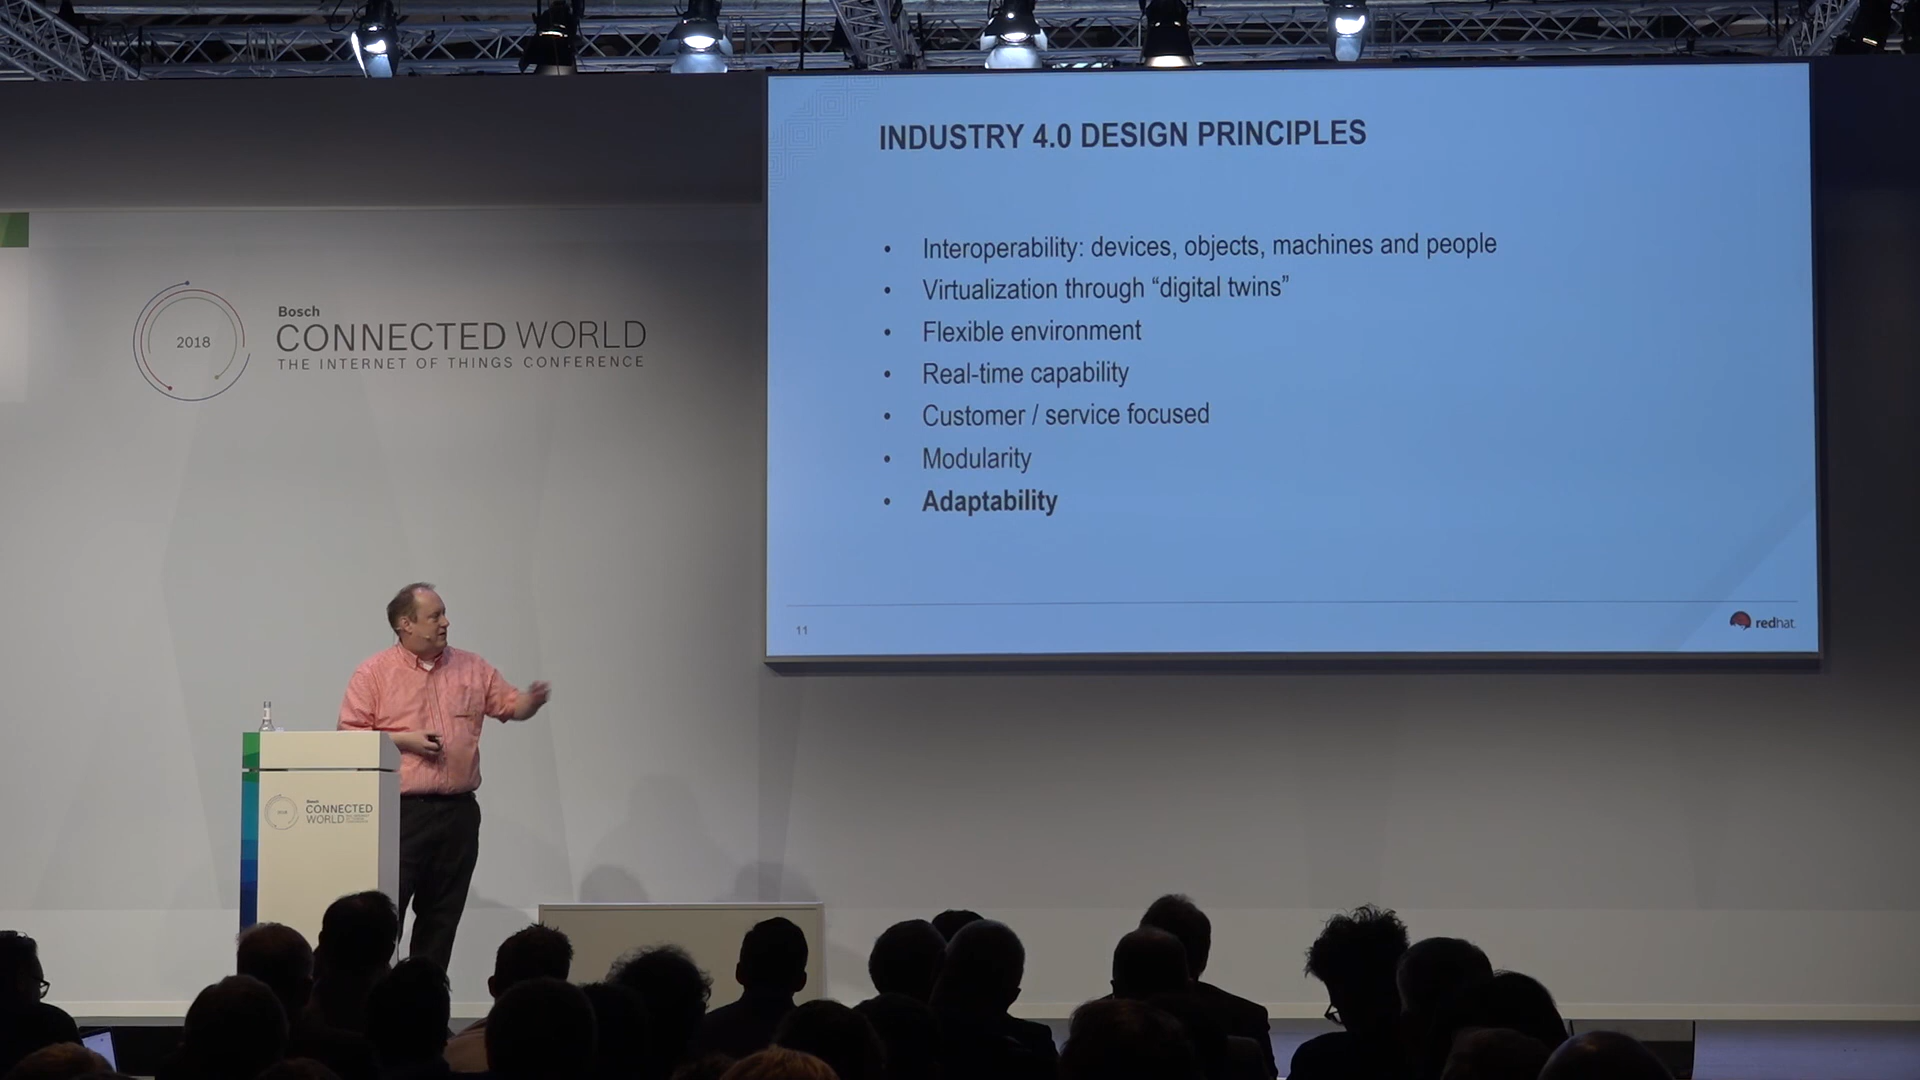 INDUSTRY 4.0 DESIGN PRINCIPLES
• Interoperability: devices, objects, machines and people
• Virtualization through “digital twins”
• Flexible environment
• Real-time capability
• Customer / service focused
• Modularity
• Adaptability
11
redhat.
2018
Bosch
CONNECTED WORLD
THE INTERNET OF THINGS CONFERENCE
Bosch
CONNECTED
WORLD